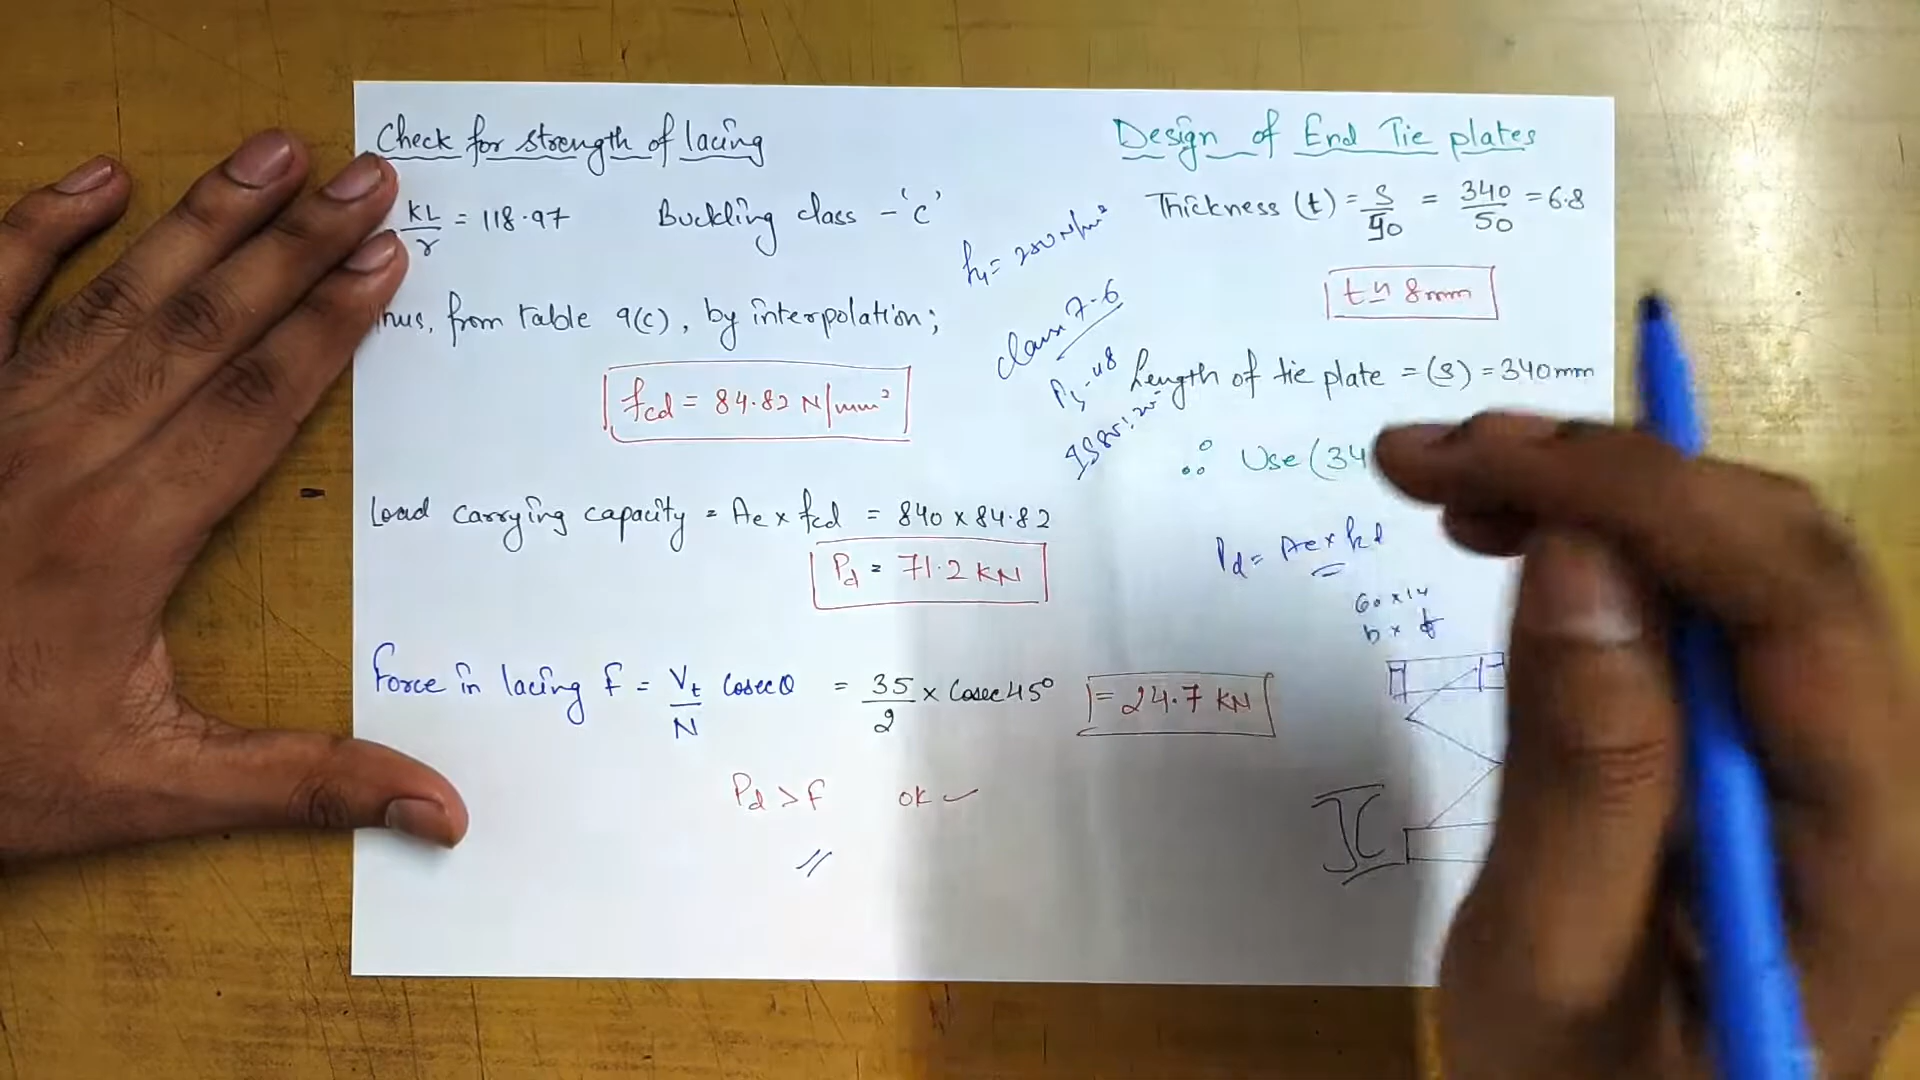 Check for strength of lacing
KL/r = 118.97 Buckling class - 'c'
hus, from table 9(c), by interpolation;
fcd = 84.82 N/mm²
Load carrying capacity = Ae x fcd = 840 x 84.82
Pd = 71.2 KN
Force in lacing f = Vt/N Cosec θ = 35/2 x Cosec 45° = 24.7 KN
Pd > f ok ✓
//
Design of End Tie plates
Thickness (t) = S/50 = 340/50 = 6.8
t ≈ 8mm
Length of tie plate = (S) = 340mm
∴ Use (34
Pd = Ae x fcd
60 x 14
b x t
7.6